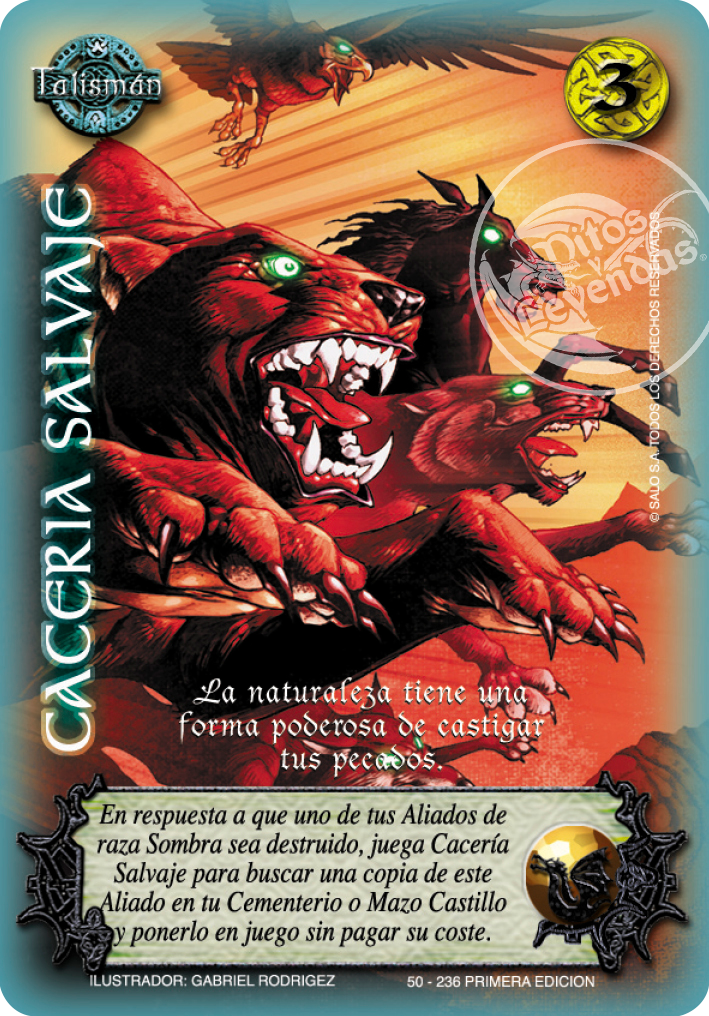 Talismán
3
CACERIA SALVAJE
Mitos
y
Leyendas
© SALO S.A. TODOS LOS DERECHOS RESERVADOS
La naturaleza tiene una
forma poderosa de castigar
tus pecados.
En respuesta a que uno de tus Aliados de
raza Sombra sea destruido, juega Cacería
Salvaje para buscar una copia de este
Aliado en tu Cementerio o Mazo Castillo
y ponerlo en juego sin pagar su coste.
ILUSTRADOR: GABRIEL RODRIGEZ
50 - 236 PRIMERA EDICION